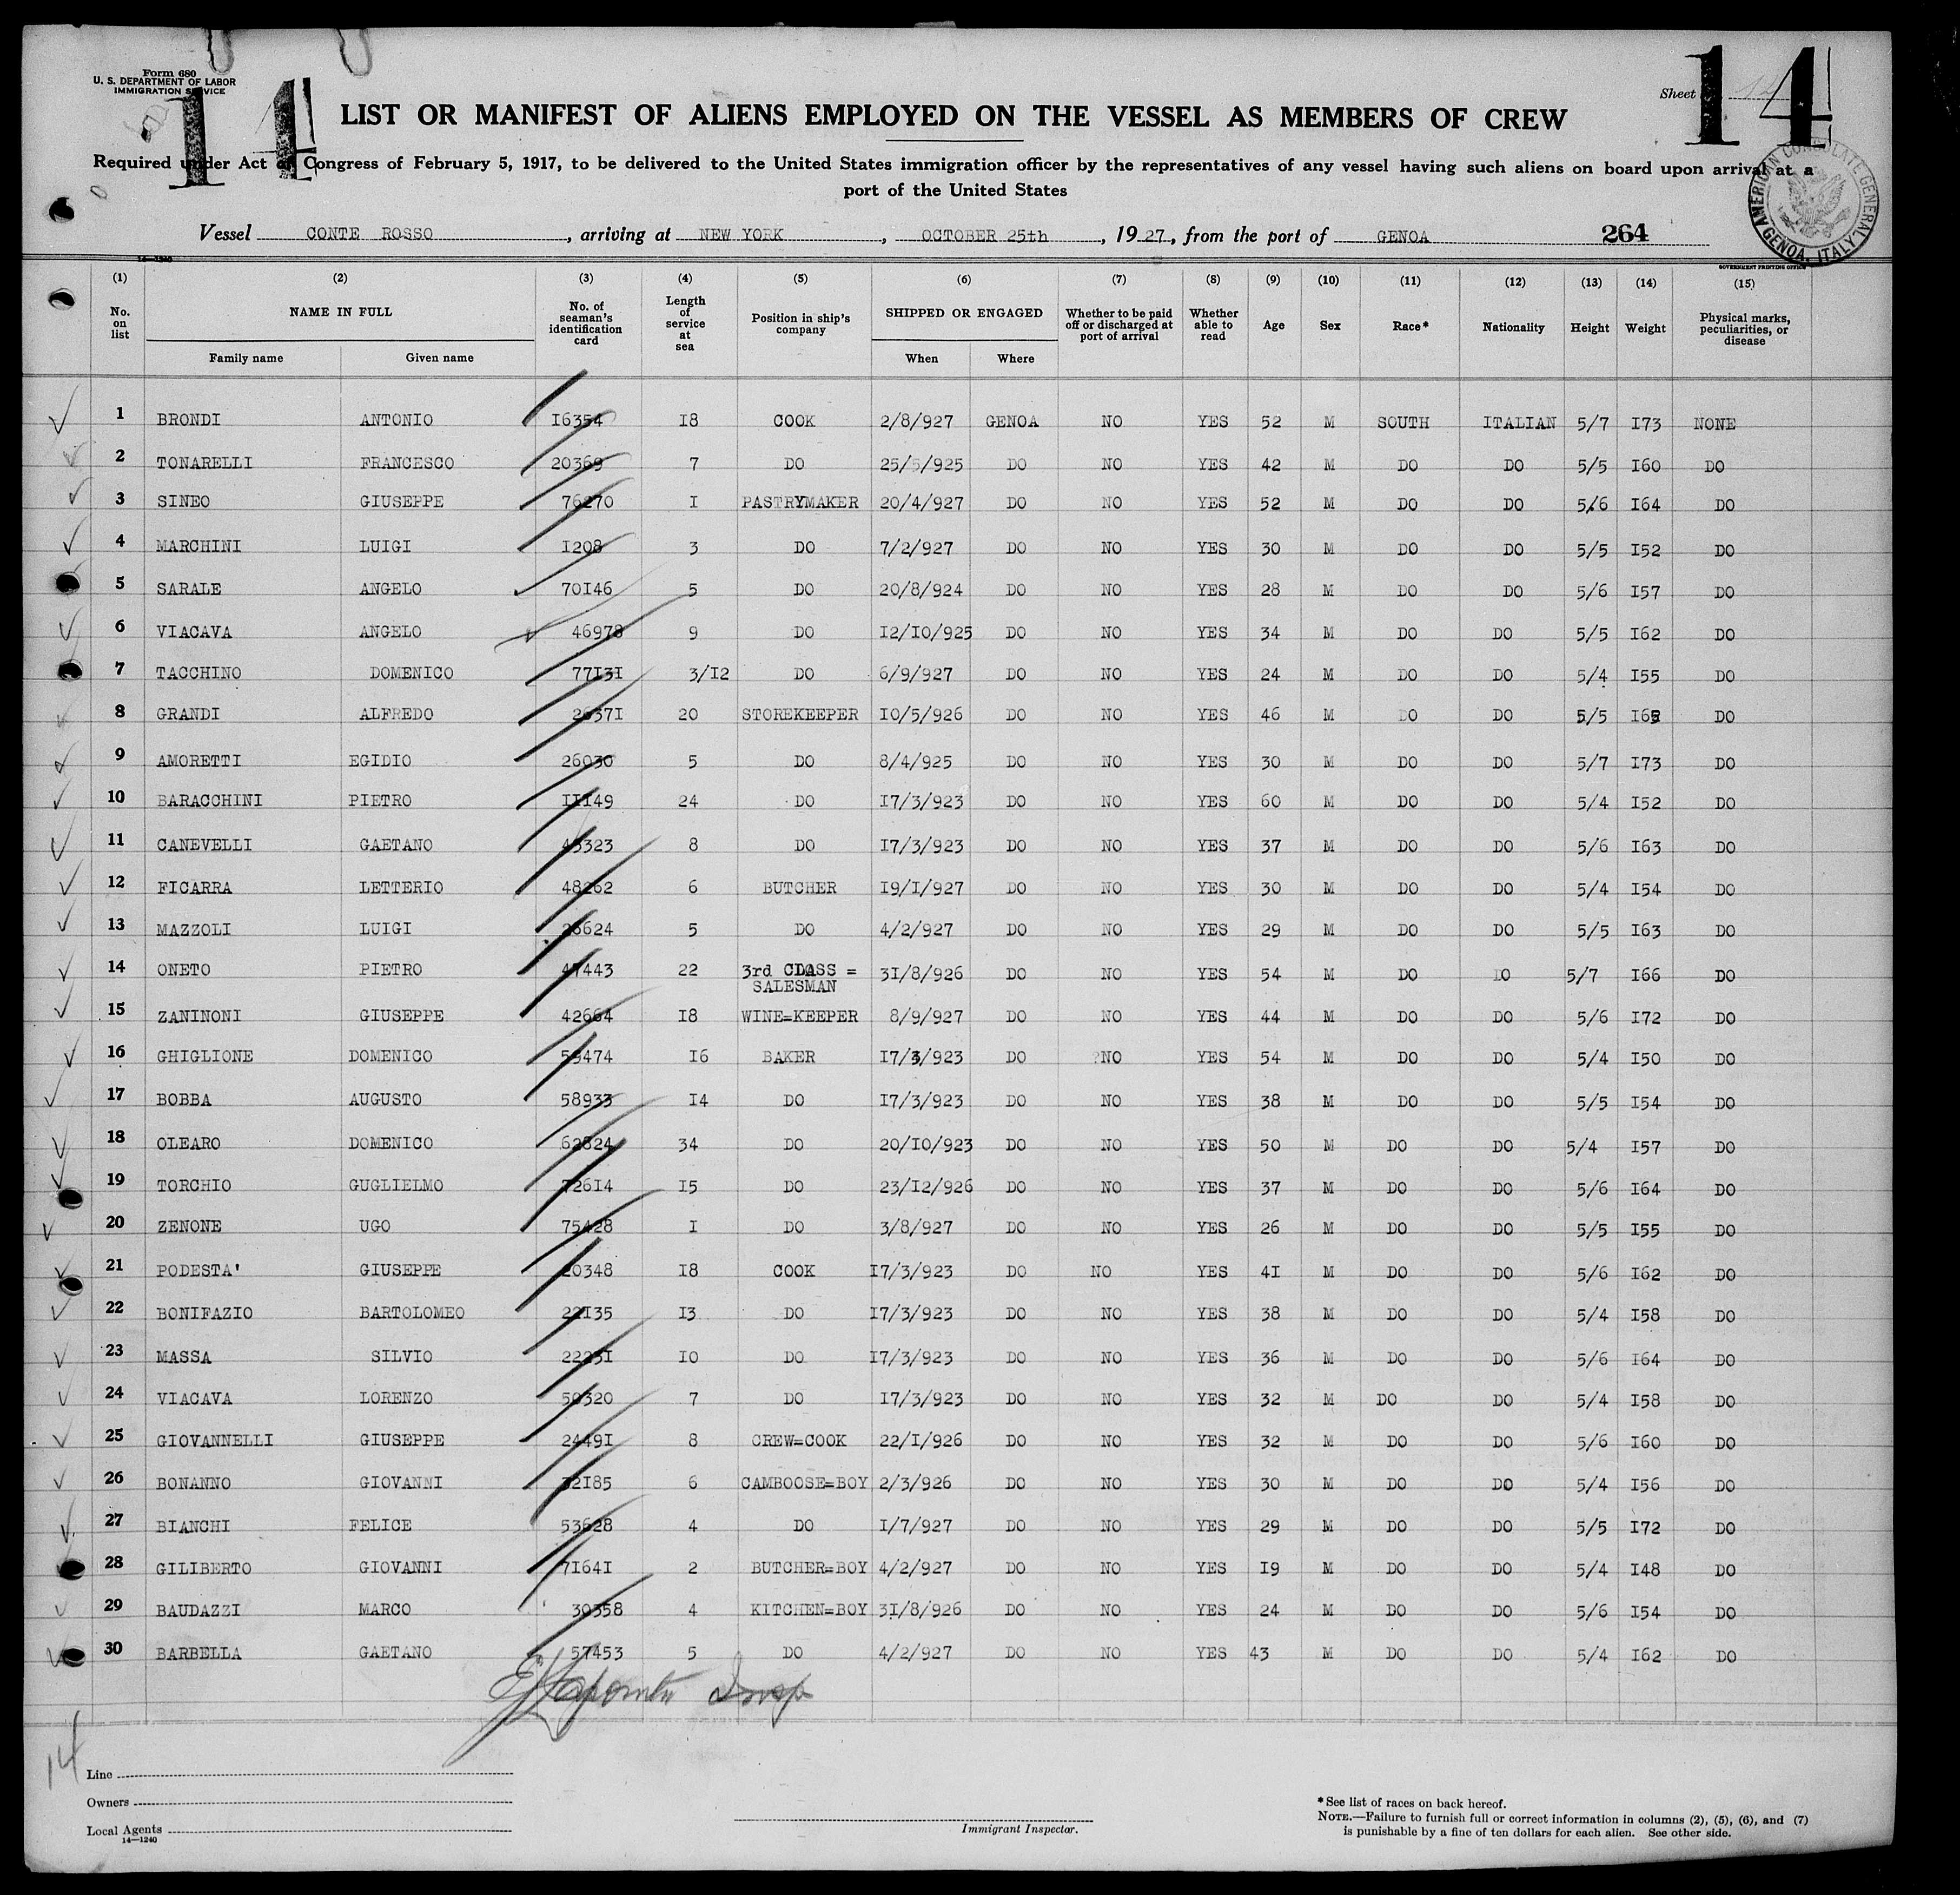 Form 680
U. S. DEPARTMENT OF LABOR
IMMIGRATION SERVICE
14
LIST OR MANIFEST OF ALIENS EMPLOYED ON THE VESSEL AS MEMBERS OF CREW
Sheet 14
Required under Act of Congress of February 5, 1917, to be delivered to the United States immigration officer by the representatives of any vessel having such aliens on board upon arrival at a
port of the United States
AMERICAN CONSULATE GENERAL GENOA, ITALY
Vessel CONTE ROSSO, arriving at NEW YORK, OCTOBER 25th, 1927, from the port of GENOA 264
14—1240
GOVERNMENT PRINTING OFFICE
(1) (2) (3) (4) (5) (6) (7) (8) (9) (10) (11) (12) (13) (14) (15)
No. on list NAME IN FULL No. of seaman's identification card Length of service at sea Position in ship's company SHIPPED OR ENGAGED Whether to be paid off or discharged at port of arrival Whether able to read Age Sex Race* Nationality Height Weight Physical marks, peculiarities, or disease
Family name Given name When Where
1 BRONDI ANTONIO 16354 18 COOK 2/8/927 GENOA NO YES 52 M SOUTH ITALIAN 5/7 173 NONE
2 TONARELLI FRANCESCO 20369 7 DO 25/5/925 DO NO YES 42 M DO DO 5/5 160 DO
3 SINEO GIUSEPPE 76270 1 PASTRYMAKER 20/4/927 DO NO YES 52 M DO DO 5/6 164 DO
4 MARCHINI LUIGI 1208 3 DO 7/2/927 DO NO YES 30 M DO DO 5/5 152 DO
5 SARALE ANGELO 70146 5 DO 20/8/924 DO NO YES 28 M DO DO 5/6 157 DO
6 VIACAVA ANGELO 46978 9 DO 12/10/925 DO NO YES 34 M DO DO 5/5 162 DO
7 TACCHINO DOMENICO 77131 3/12 DO 6/9/927 DO NO YES 24 M DO DO 5/4 155 DO
8 GRANDI ALFREDO 26371 20 STOREKEEPER 10/5/926 DO NO YES 46 M DO DO 5/5 DO
9 AMORETTI EGIDIO 26030 5 DO 8/4/925 DO NO YES 30 M DO DO 5/7 173 DO
10 BARACCHINI PIETRO 11149 24 DO 17/3/923 DO NO YES 60 M DO DO 5/4 152 DO
11 CANEVELLI GAETANO 43323 8 DO 17/3/923 DO NO YES 37 M DO DO 5/6 163 DO
12 FICARRA LETTERIO 48262 6 BUTCHER 19/1/927 DO NO YES 30 M DO DO 5/4 154 DO
13 MAZZOLI LUIGI 5 DO 4/2/927 DO NO YES 29 M DO DO 5/5 163 DO
14 ONETO PIETRO 47443 22 3rd CLASS = 31/8/926 DO NO YES 54 M DO DO 5/7 166 DO
SALESMAN
15 ZANINONI GIUSEPPE 42664 18 WINE=KEEPER 8/9/927 DO NO YES 44 M DO DO 5/6 172 DO
16 GHIGLIONE DOMENICO 16 BAKER 17/3/923 DO NO YES 54 M DO DO 5/4 150 DO
17 BOBBA AUGUSTO 58933 14 DO 17/3/923 DO NO YES 38 M DO DO 5/5 154 DO
18 OLEARO DOMENICO 34 DO 20/10/923 DO NO YES 50 M DO DO 5/4 157 DO
19 TORCHIO GUGLIELMO 72614 15 DO 23/12/926 DO NO YES 37 M DO DO 5/6 164 DO
20 ZENONE UGO 75428 1 DO 3/8/927 DO NO YES 26 M DO DO 5/5 155 DO
21 PODESTA' GIUSEPPE 20348 18 COOK 17/3/923 DO NO YES 41 M DO DO 5/6 162 DO
22 BONIFAZIO BARTOLOMEO 22135 13 DO 17/3/923 DO NO YES 38 M DO DO 5/4 158 DO
23 MASSA SILVIO 22231 10 DO 17/3/923 DO NO YES 36 M DO DO 5/6 164 DO
24 VIACAVA LORENZO 50320 7 DO 17/3/923 DO NO YES 32 M DO DO 5/4 158 DO
25 GIOVANNELLI GIUSEPPE 24491 8 CREW=COOK 22/1/926 DO NO YES 32 M DO DO 5/6 160 DO
26 BONANNO GIOVANNI 32185 6 CAMBOOSE=BOY 2/3/926 DO NO YES 30 M DO DO 5/4 156 DO
27 BIANCHI FELICE 53628 4 DO 1/7/927 DO NO YES 29 M DO DO 5/5 172 DO
28 GILIBERTO GIOVANNI 71641 2 BUTCHER=BOY 4/2/927 DO NO YES 19 M DO DO 5/4 148 DO
29 BAUDAZZI MARCO 30358 4 KITCHEN=BOY 31/8/926 DO NO YES 24 M DO DO 5/6 154 DO
30 BARBELLA GAETANO 57453 5 DO 4/2/927 DO NO YES 43 M DO DO 5/4 162 DO
Insp
14
Line
Owners
Local Agents
14—1240
Immigrant Inspector.
*See list of races on back hereof.
NOTE.—Failure to furnish full or correct information in columns (2), (5), (6), and (7)
is punishable by a fine of ten dollars for each alien. See other side.